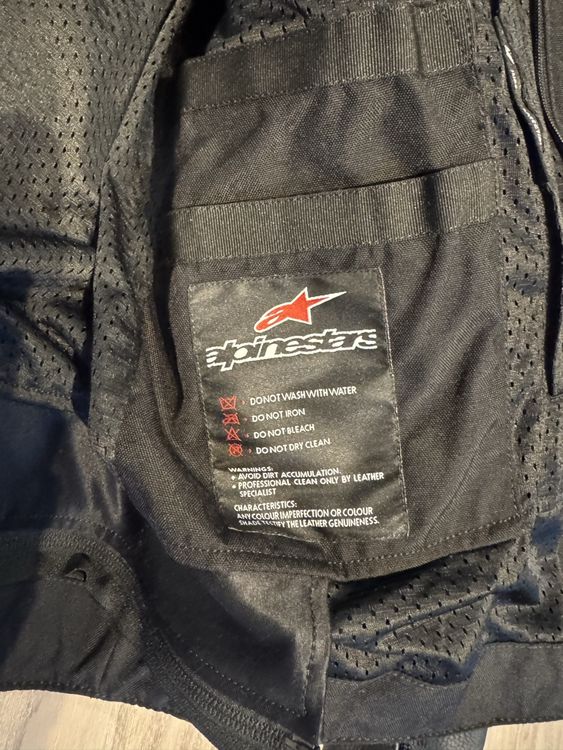 alpinestars
DO NOT WASH WITH WATER
DO NOT IRON
DO NOT BLEACH
DO NOT DRY CLEAN
WARNINGS:
• AVOID DIRT ACCUMULATION.
• PROFESSIONAL CLEAN ONLY BY LEATHER
SPECIALIST
CHARACTERISTICS:
ANY COLOUR IMPERFECTION OR COLOUR
SHADE TESTIFY THE LEATHER GENUINENESS.